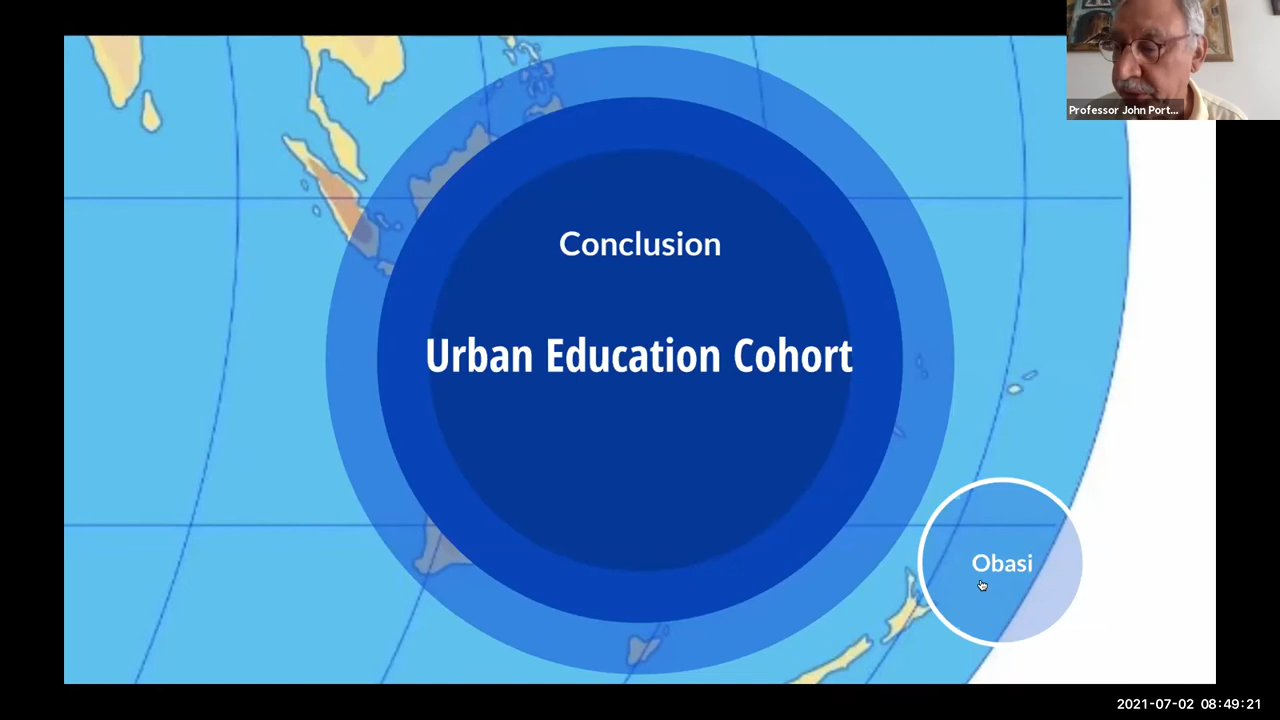 Professor John Port...
Conclusion
Urban Education Cohort
Obasi
2021-07-02 08:49:21